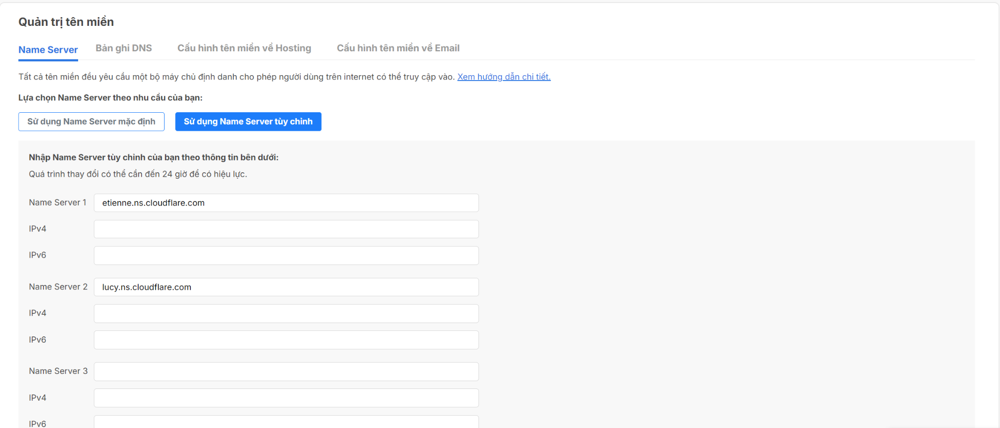 Quản trị tên miền
Name Server
Bản ghi DNS
Cấu hình tên miền về Hosting
Cấu hình tên miền về Email
Tất cả tên miền đều yêu cầu một bộ máy chủ định danh cho phép người dùng trên internet có thể truy cập vào. Xem hướng dẫn chi tiết.
Lựa chọn Name Server theo nhu cầu của bạn:
Sử dụng Name Server mặc định
Sử dụng Name Server tùy chỉnh
Nhập Name Server tùy chỉnh của bạn theo thông tin bên dưới:
Quá trình thay đổi có thể cần đến 24 giờ để có hiệu lực.
Name Server 1
etienne.ns.cloudflare.com
IPv4
IPv6
Name Server 2
lucy.ns.cloudflare.com
IPv4
IPv6
Name Server 3
IPv4
IPv6